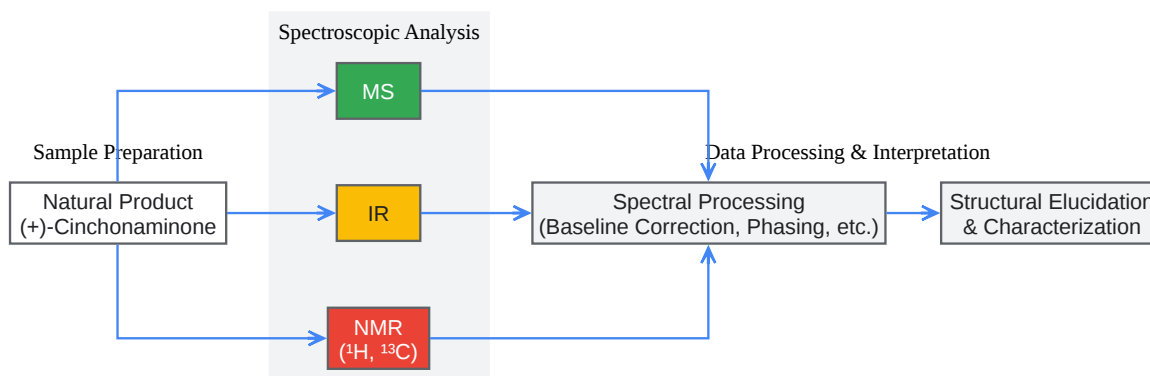 Spectroscopic Analysis
MS
Sample Preparation
Data Processing & Interpretation
Natural Product
(+)-Cinchonaminone
IR
Spectral Processing
(Baseline Correction, Phasing, etc.)
Structural Elucidation
& Characterization
NMR
(¹H, ¹³C)